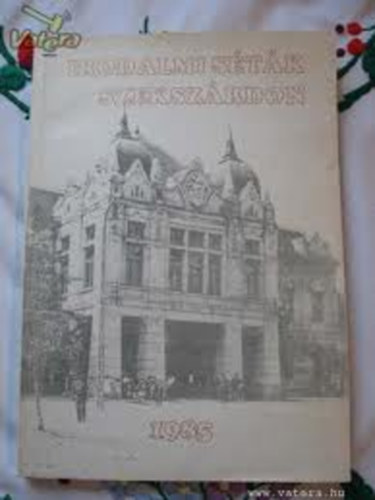 Vatera
IRODALMI SÉTÁK
SZEKSZÁRDON
1985
www.vatera.hu